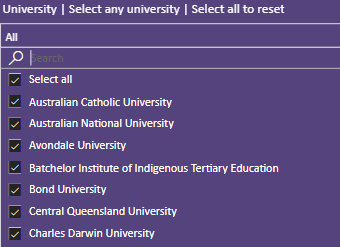 University | Select any university | Select all to reset
All
Search
Select all
Australian Catholic University
Australian National University
Avondale University
Batchelor Institute of Indigenous Tertiary Education
Bond University
Central Queensland University
Charles Darwin University